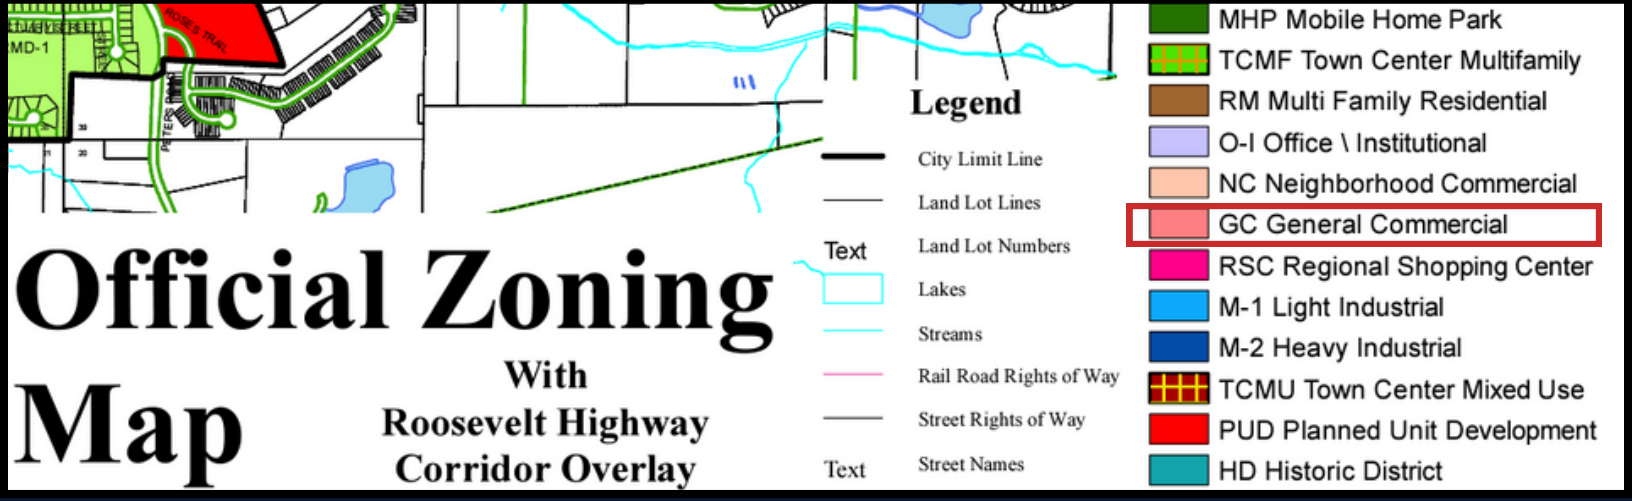 ROSES TRAIL
RMD-1
PETERS
Official Zoning
Map
With
Roosevelt Highway
Corridor Overlay
Legend
City Limit Line
Land Lot Lines
Text Land Lot Numbers
Lakes
Streams
Rail Road Rights of Way
Street Rights of Way
Text Street Names
MHP Mobile Home Park
TCMF Town Center Multifamily
RM Multi Family Residential
O-I Office \ Institutional
NC Neighborhood Commercial
GC General Commercial
RSC Regional Shopping Center
M-1 Light Industrial
M-2 Heavy Industrial
TCMU Town Center Mixed Use
PUD Planned Unit Development
HD Historic District